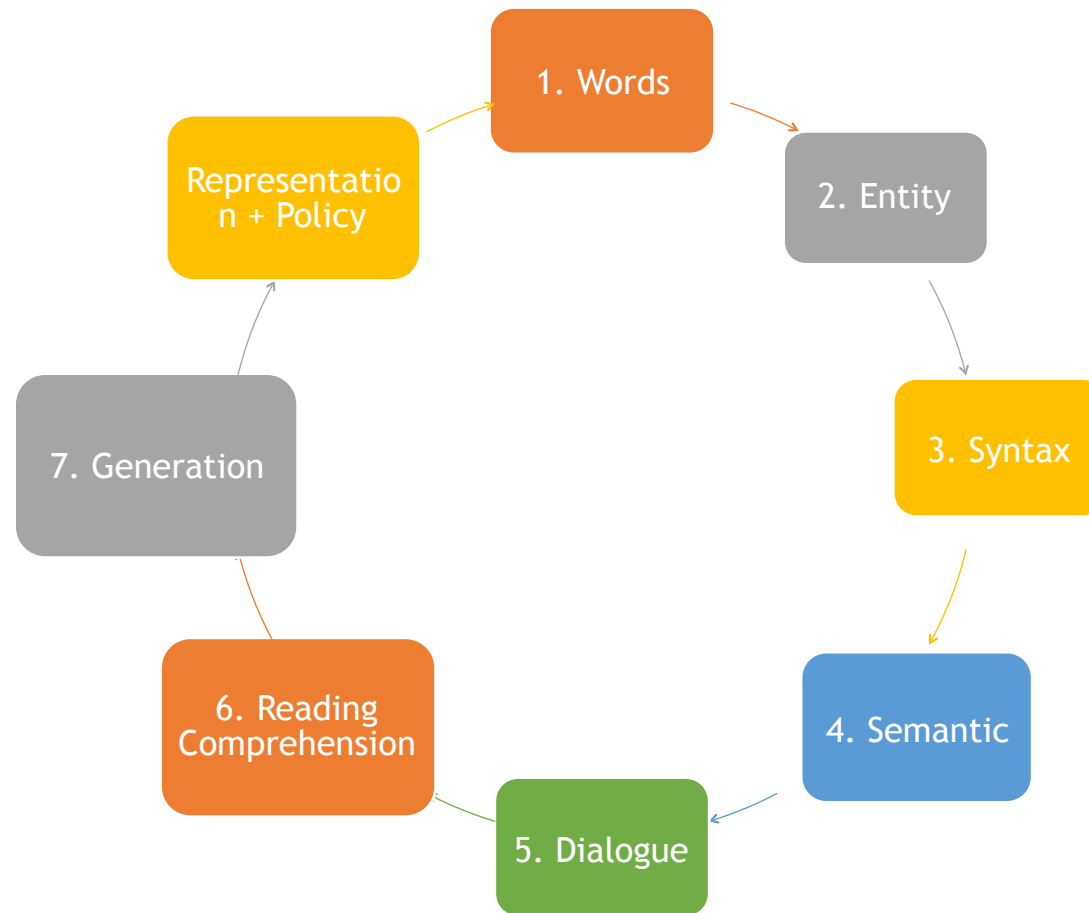 1. Words
2. Entity
3. Syntax
4. Semantic
5. Dialogue
6. Reading
Comprehension
7. Generation
Representatio
n + Policy